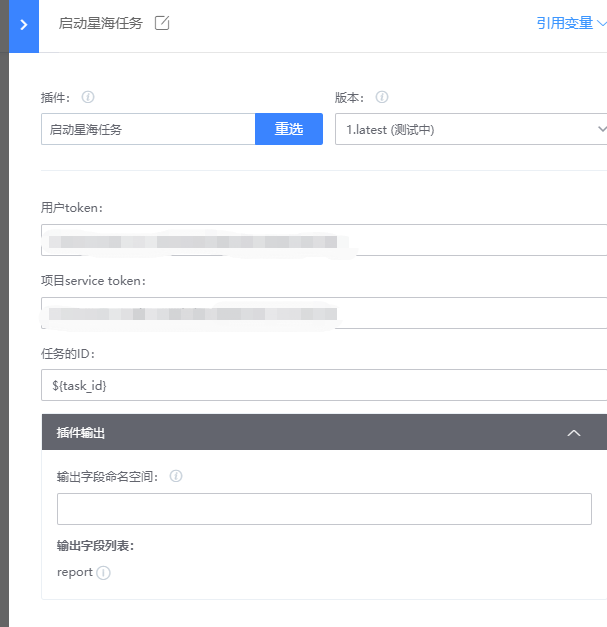 启动星海任务
引用变量
插件：
版本：
启动星海任务
重选
1.latest (测试中)
用户token：
项目service token：
任务的ID：
${task_id}
插件输出
输出字段命名空间：
输出字段列表：
report